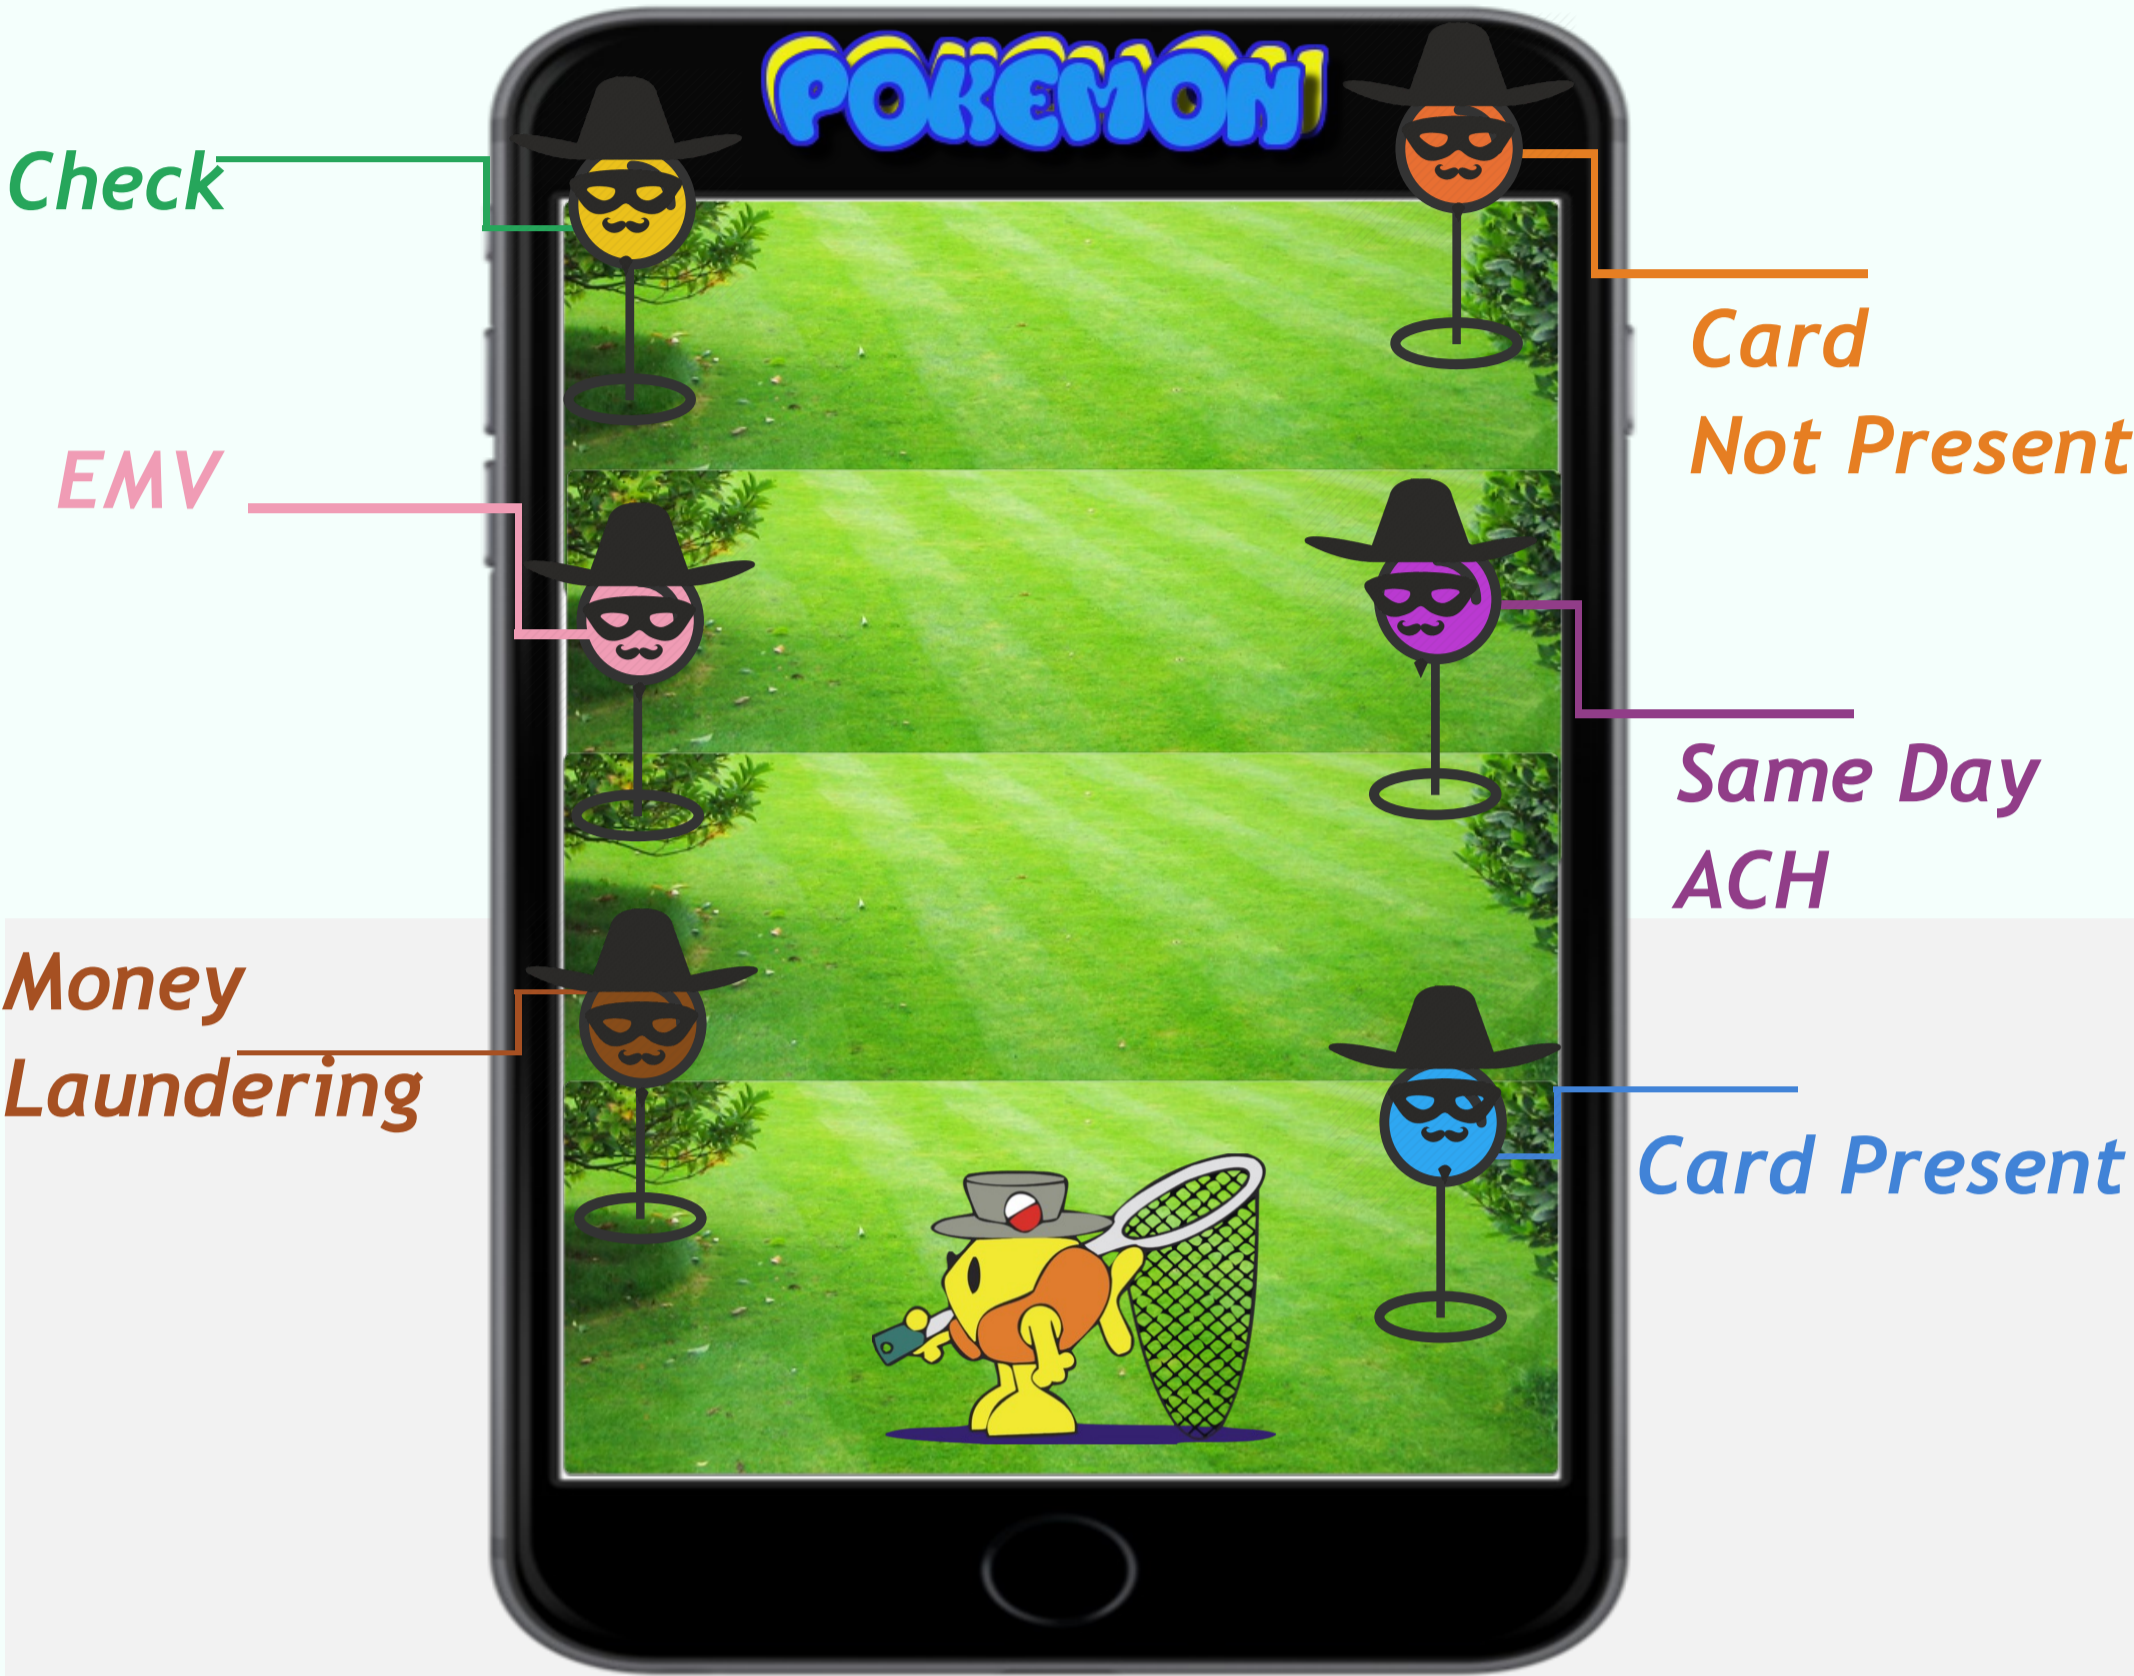 POKEMON
Check
Card
Not Present
EMV
Same Day
ACH
Money
Laundering
Card Present